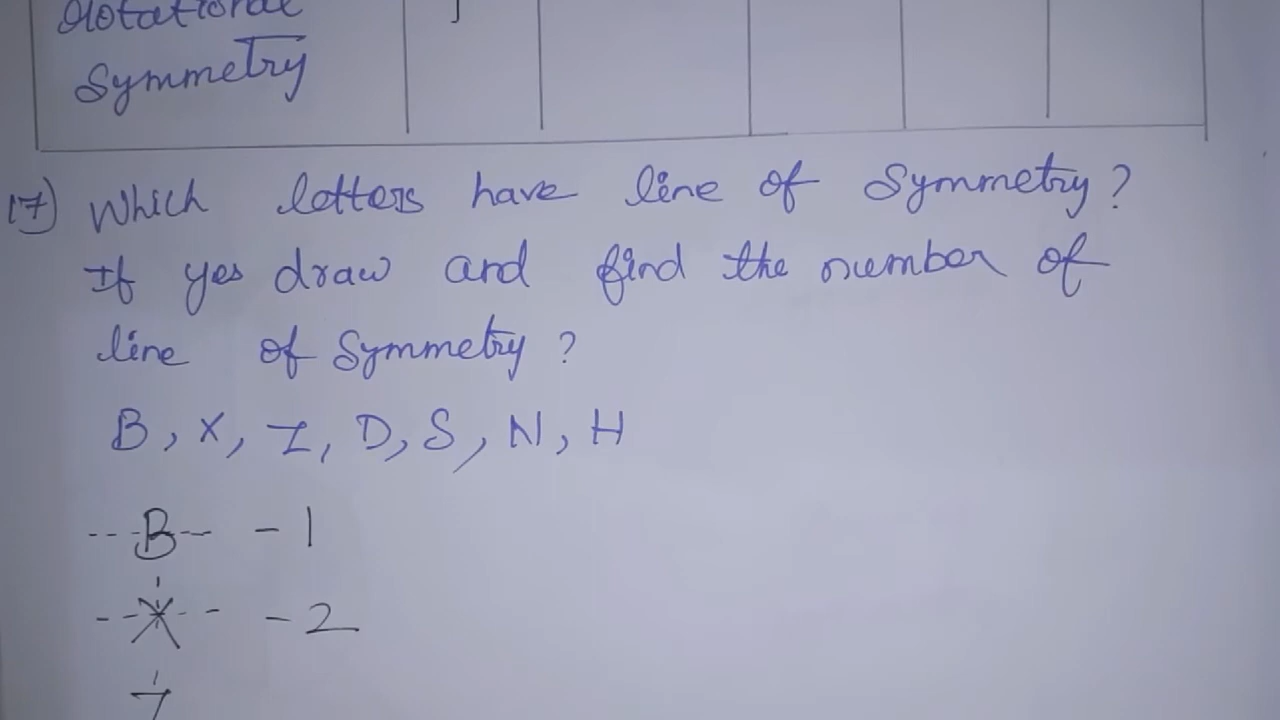 Rotational
Symmetry
17) Which letters have line of Symmetry?
If yes draw and find the number of
line of Symmetry?
B, X, I, D, S, N, H
---B-- - 1
--X-- - 2